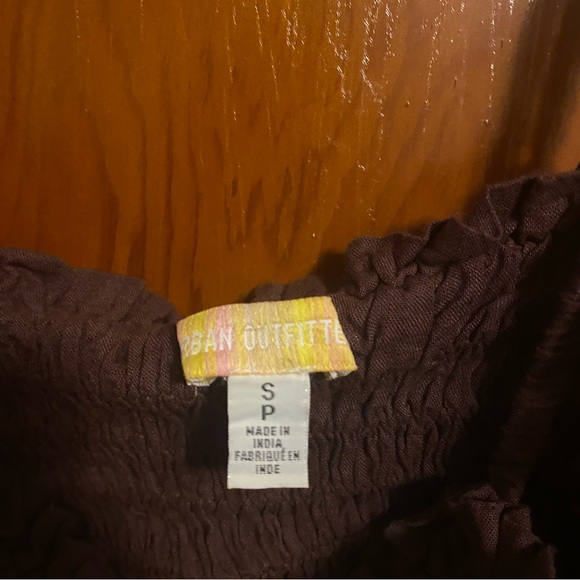 RBAN OUTFITTE
S
P
MADE IN
INDIA
FABRIQUÉ EN
INDE